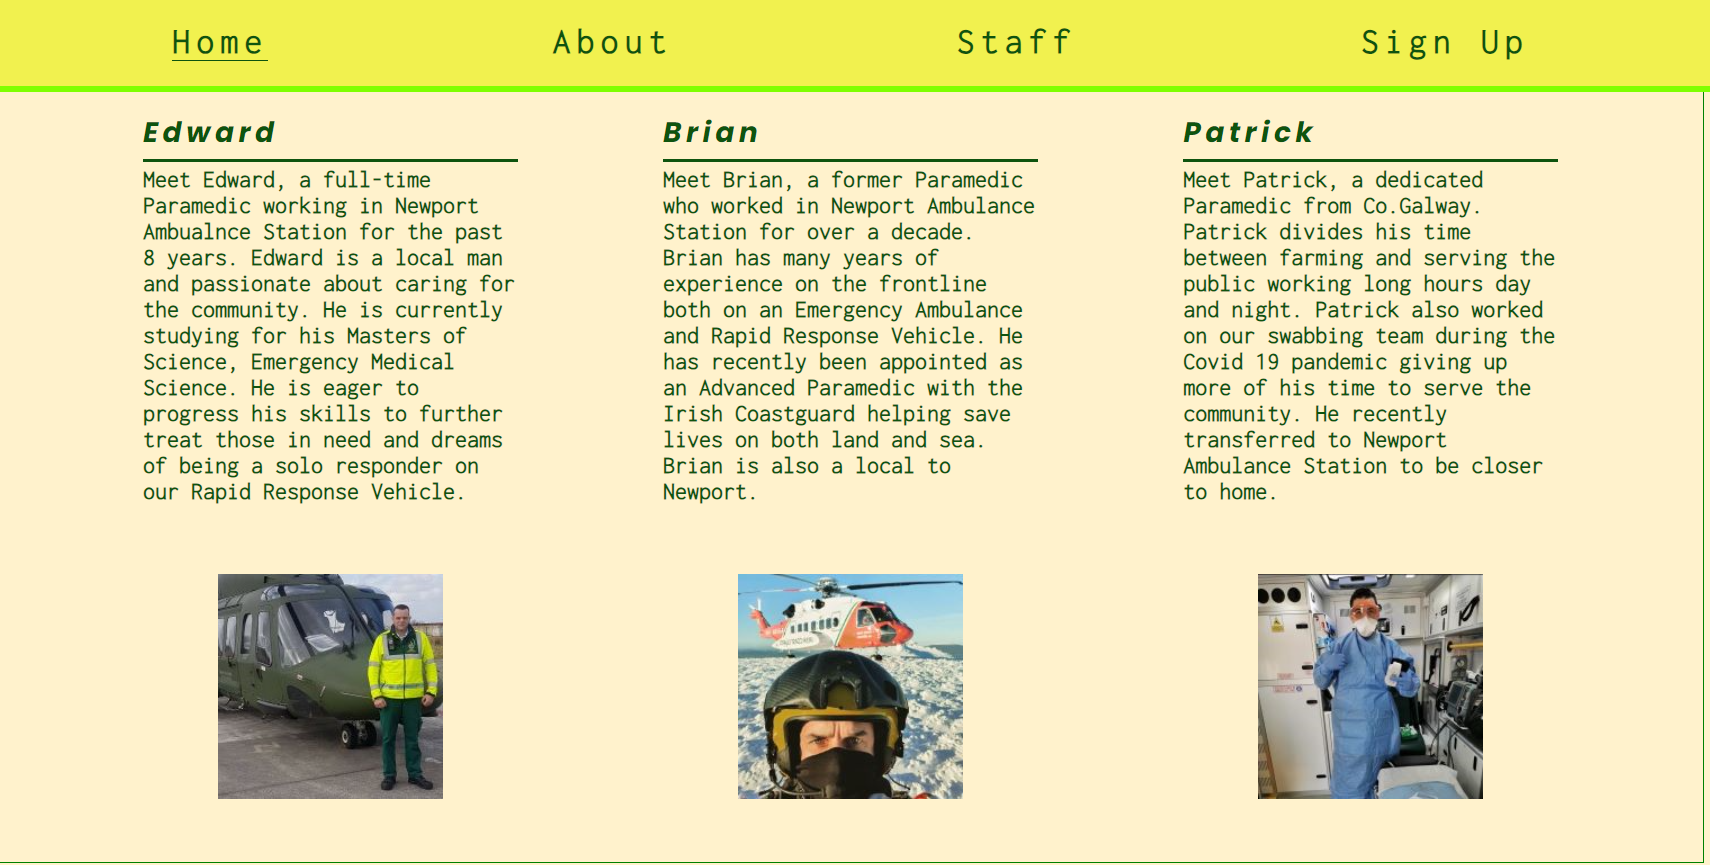 Home About Staff Sign Up
Edward
Meet Edward, a full-time
Paramedic working in Newport
Ambualnce Station for the past
8 years. Edward is a local man
and passionate about caring for
the community. He is currently
studying for his Masters of
Science, Emergency Medical
Science. He is eager to
progress his skills to further
treat those in need and dreams
of being a solo responder on
our Rapid Response Vehicle.
Brian
Meet Brian, a former Paramedic
who worked in Newport Ambulance
Station for over a decade.
Brian has many years of
experience on the frontline
both on an Emergency Ambulance
and Rapid Response Vehicle. He
has recently been appointed as
an Advanced Paramedic with the
Irish Coastguard helping save
lives on both land and sea.
Brian is also a local to
Newport.
Patrick
Meet Patrick, a dedicated
Paramedic from Co.Galway.
Patrick divides his time
between farming and serving the
public working long hours day
and night. Patrick also worked
on our swabbing team during the
Covid 19 pandemic giving up
more of his time to serve the
community. He recently
transferred to Newport
Ambulance Station to be closer
to home.